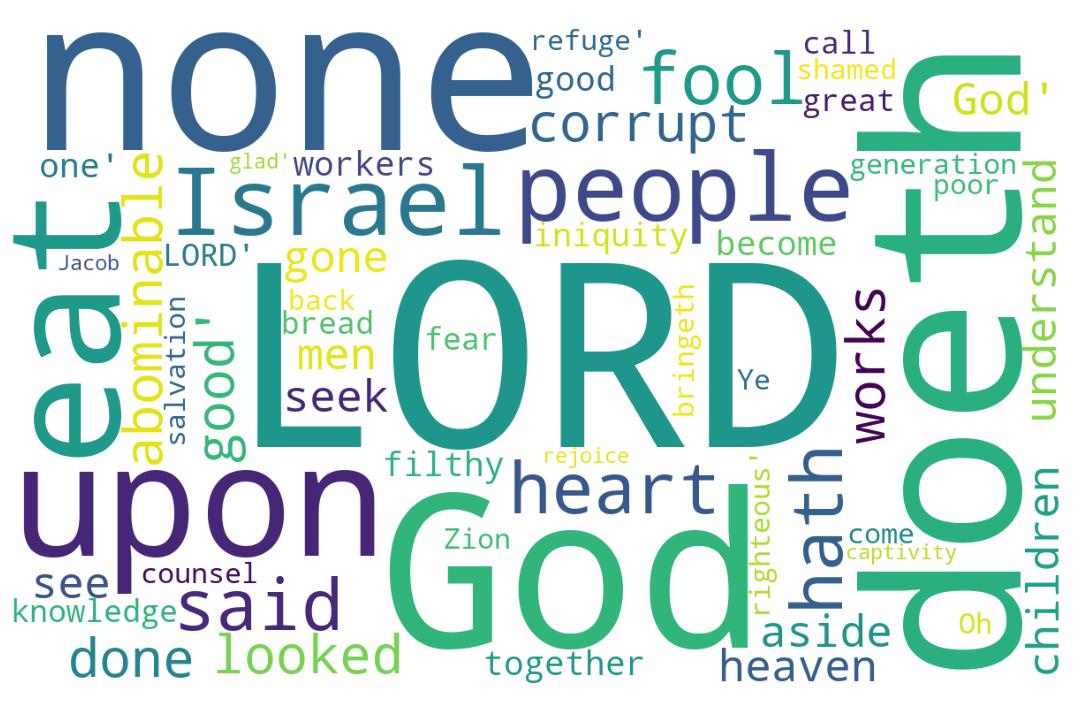 none
refuge'
good
fool
call
shamed
great
God'
doeth
corrupt
one'
abominable
glad'
workers
Israel
people
generation
poor
understand
eat
Jacob
LORD'
gone
iniquity
become
LORD
back
bread
men
seek
salvation
good'
fear
bringeth
Ye
works
upon
filthy
rejoice
heart
God
Zion
righteous'
hath
come
captivity
children
see
counsel
knowledge
said
aside
Oh
done
looked
together
heaven